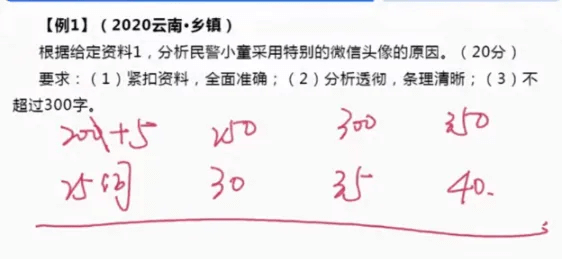 【例1】（2020云南·乡镇）
根据给定资料1，分析民警小童采用特别的微信头像的原因。（20分）
要求：（1）紧扣资料，全面准确；（2）分析透彻，条理清晰；（3）不
超过300字。
200+5 250 300 350
25 30 35 40